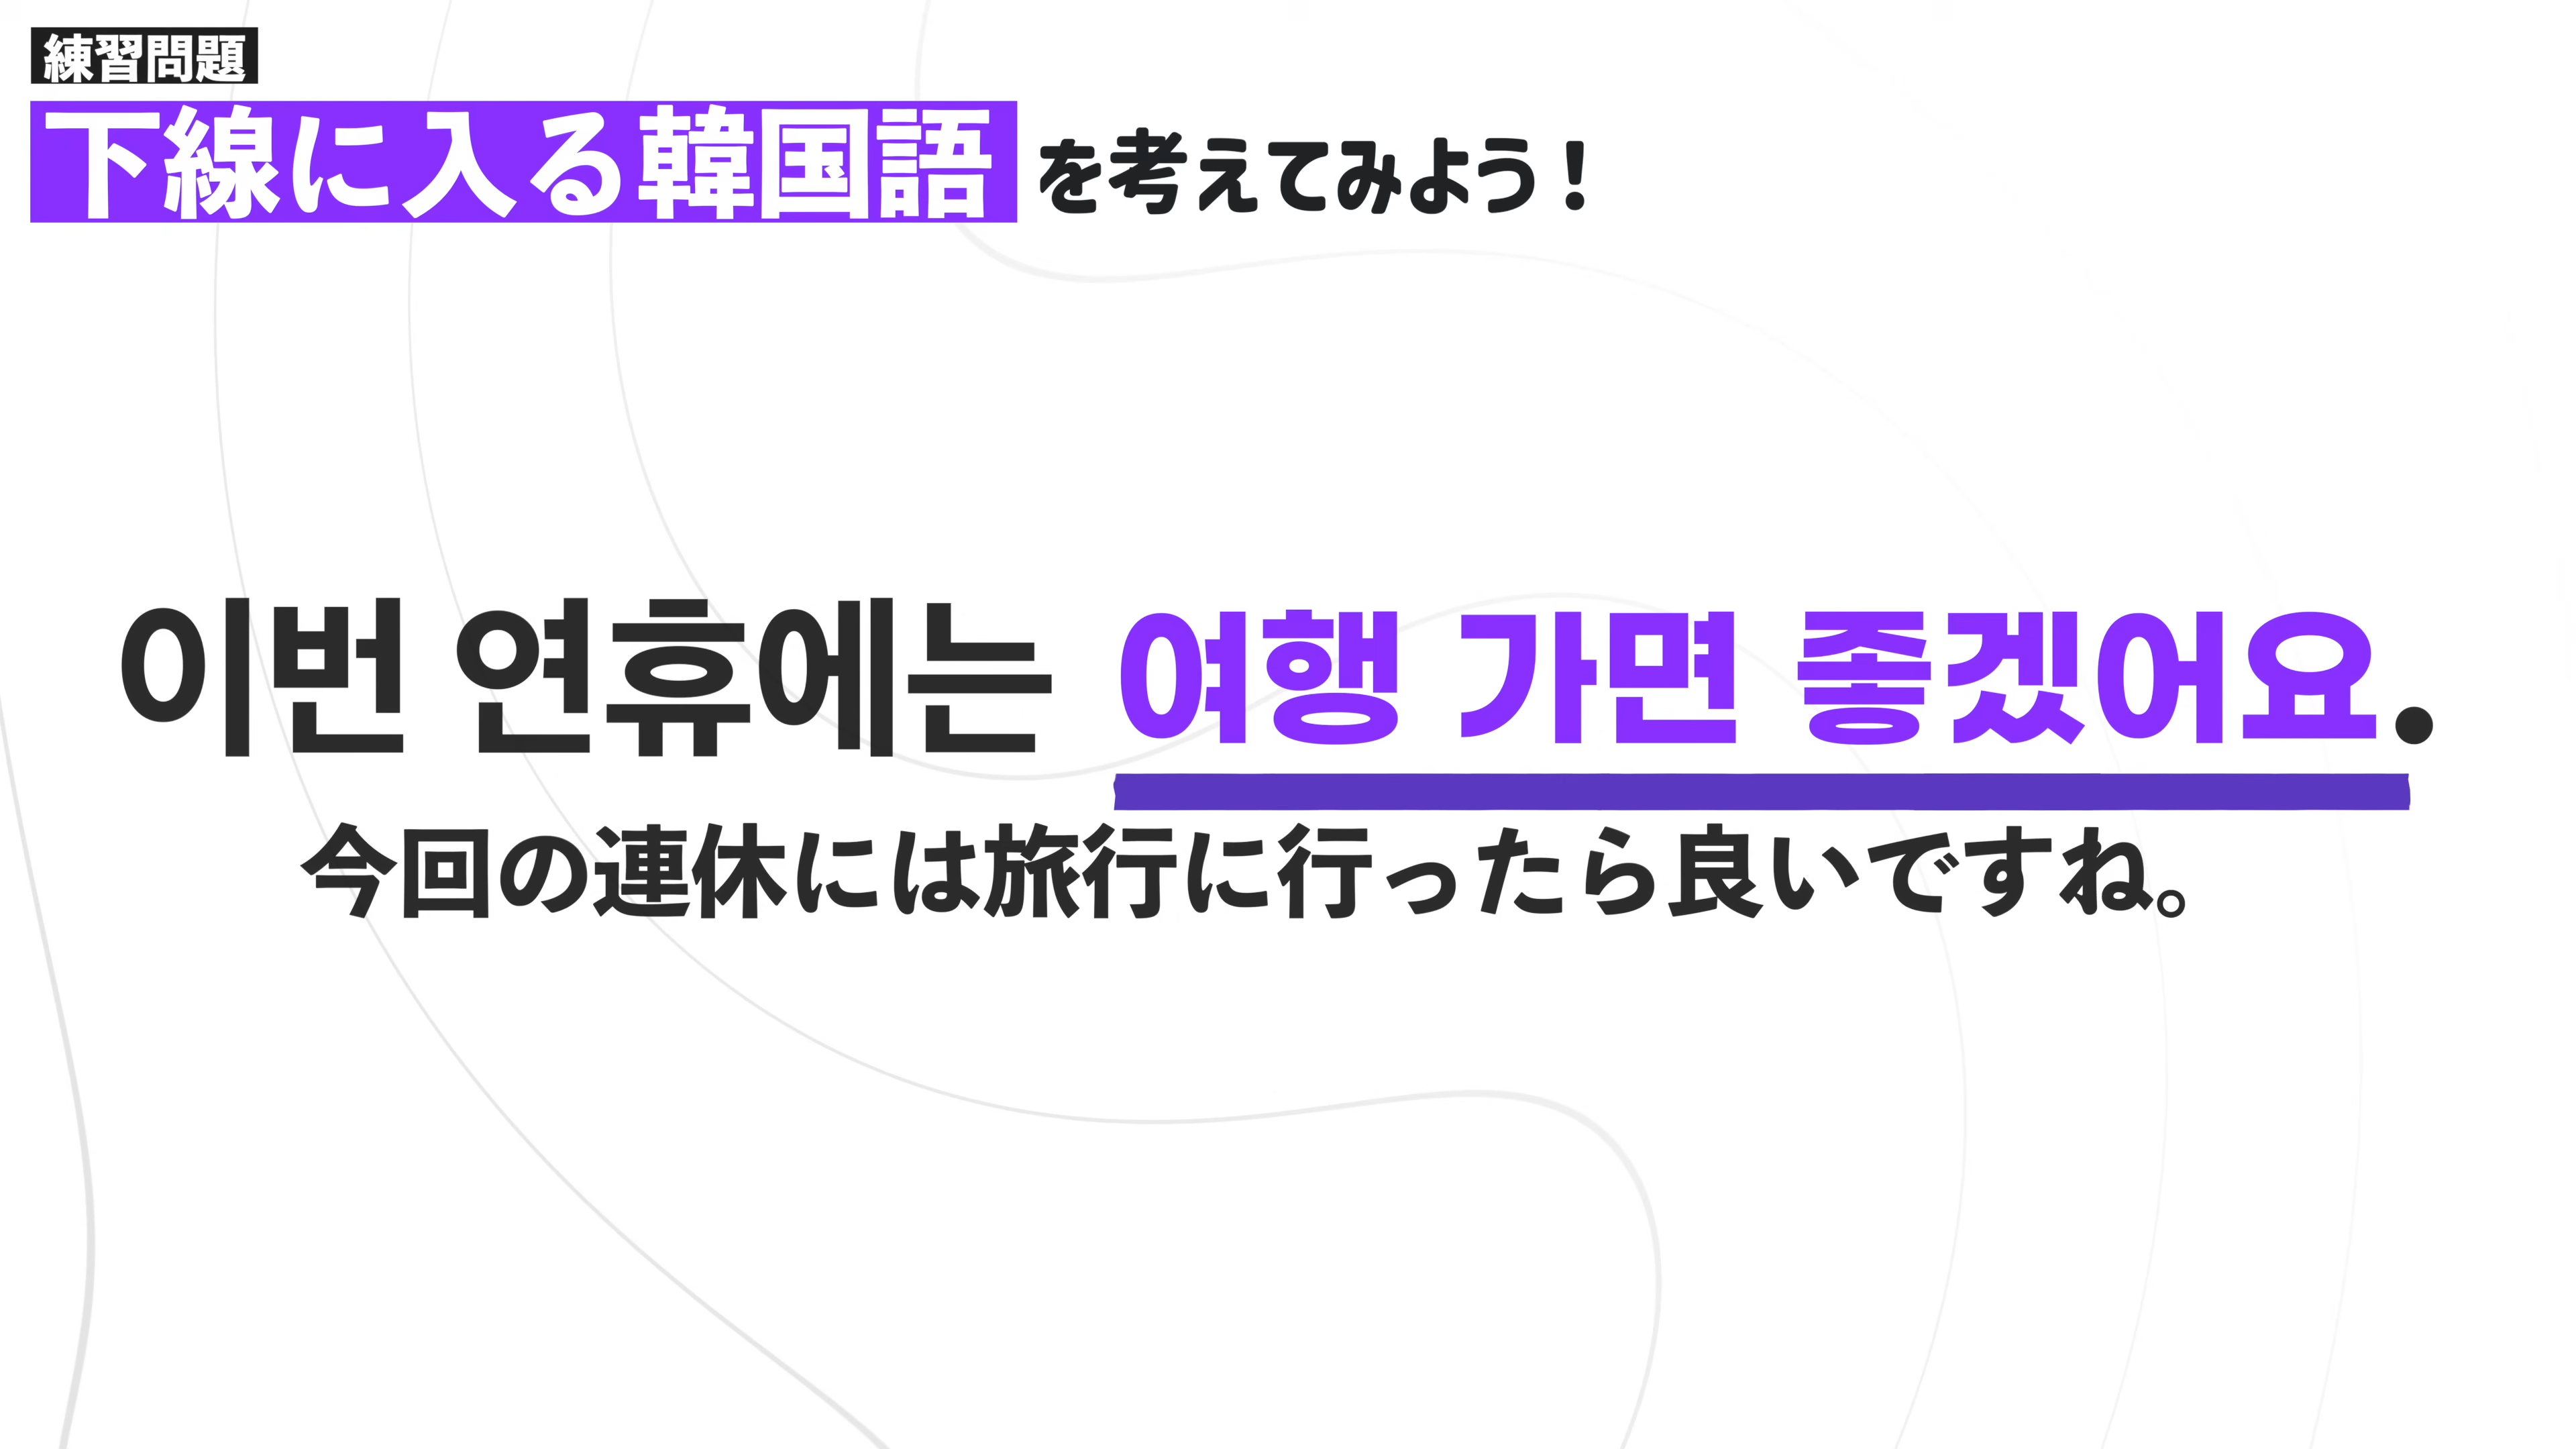 練習問題
下線に入る韓国語 を考えてみよう！
이번 연휴에는 여행 가면 좋겠어요.
今回の連休には旅行に行ったら良いですね。